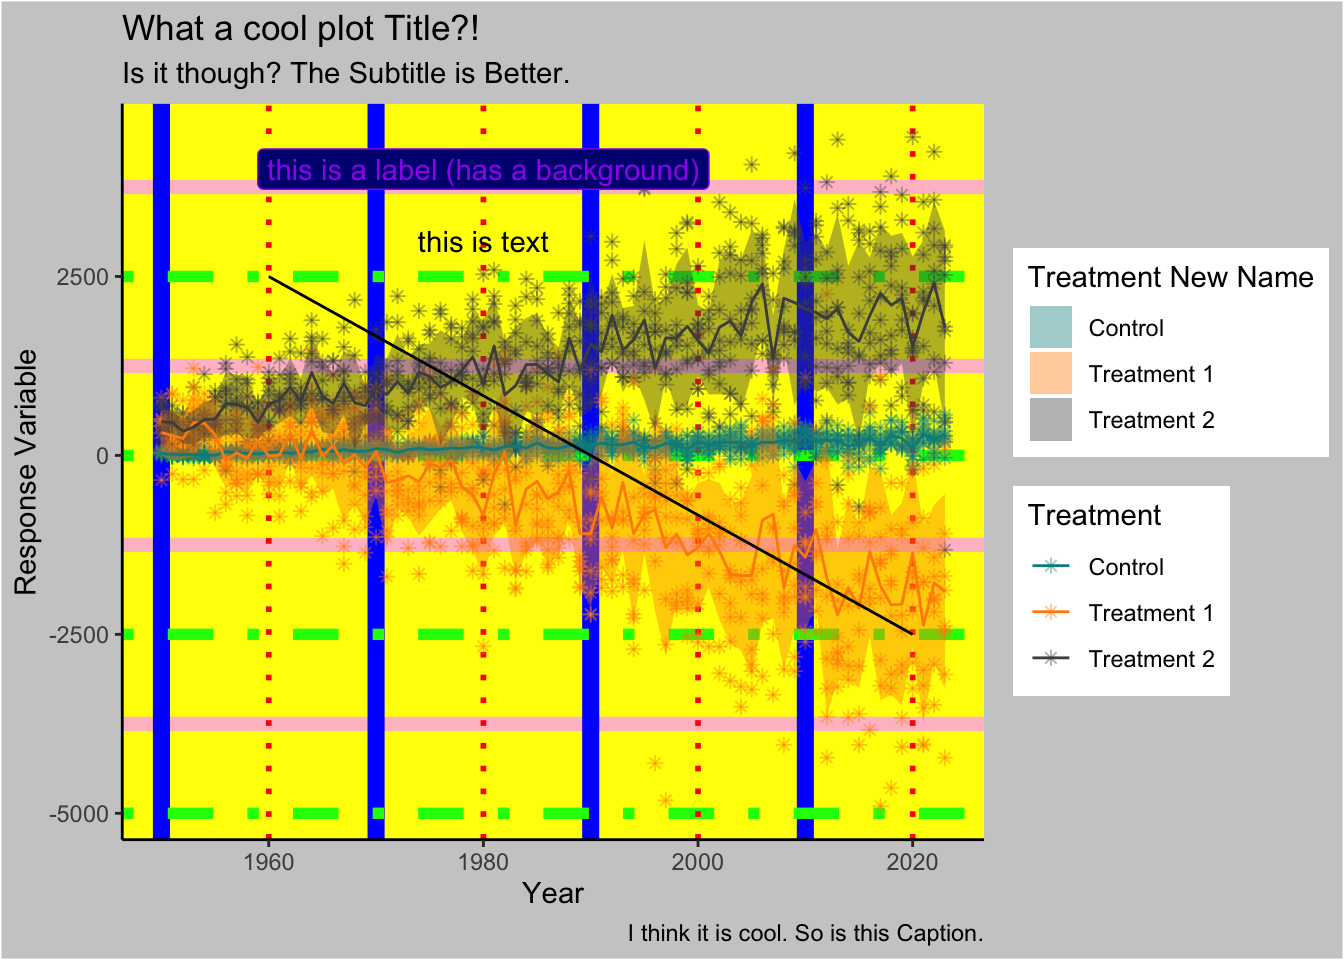 What a cool plot Title?!
Is it though? The Subtitle is Better.
this is a label (has a background)
this is text
Response Variable
2500
0
-2500
-5000
1960
1980
2000
2020
Year
I think it is cool. So is this Caption.
Treatment New Name
Control
Treatment 1
Treatment 2
Treatment
Control
Treatment 1
Treatment 2